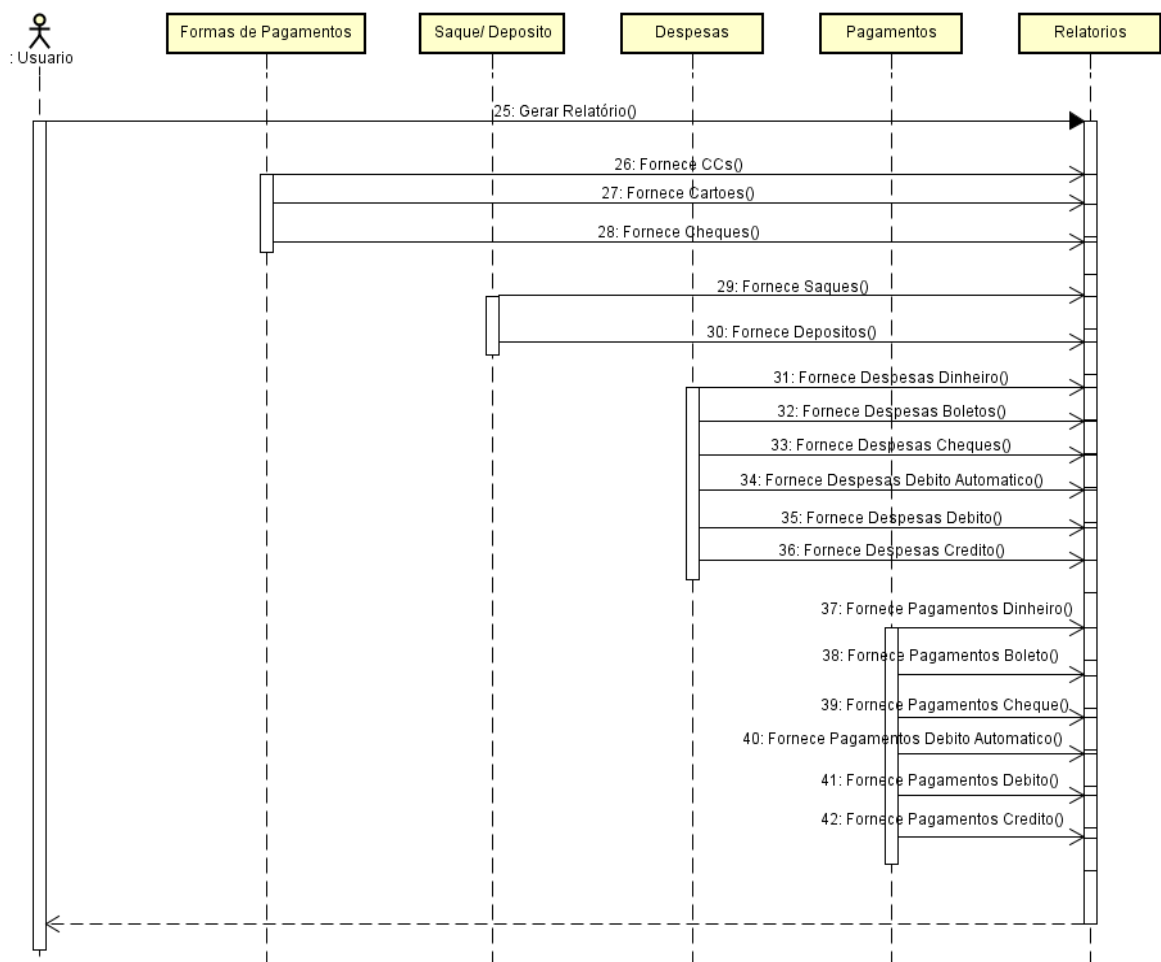 Formas de Pagamentos
Saque/ Deposito
Despesas
Pagamentos
Relatorios
: Usuario
25: Gerar Relatório()
26: Fornece CCs()
27: Fornece Cartoes()
28: Fornece Cheques()
29: Fornece Saques()
30: Fornece Depositos()
31: Fornece Despesas Dinheiro()
32: Fornece Despesas Boletos()
33: Fornece Despesas Cheques()
34: Fornece Despesas Debito Automatico()
35: Fornece Despesas Debito()
36: Fornece Despesas Credito()
37: Fornece Pagamentos Dinheiro()
38: Fornece Pagamentos Boleto()
39: Fornece Pagamentos Cheque()
40: Fornece Pagamentos Debito Automatico()
41: Fornece Pagamentos Debito()
42: Fornece Pagamentos Credito()